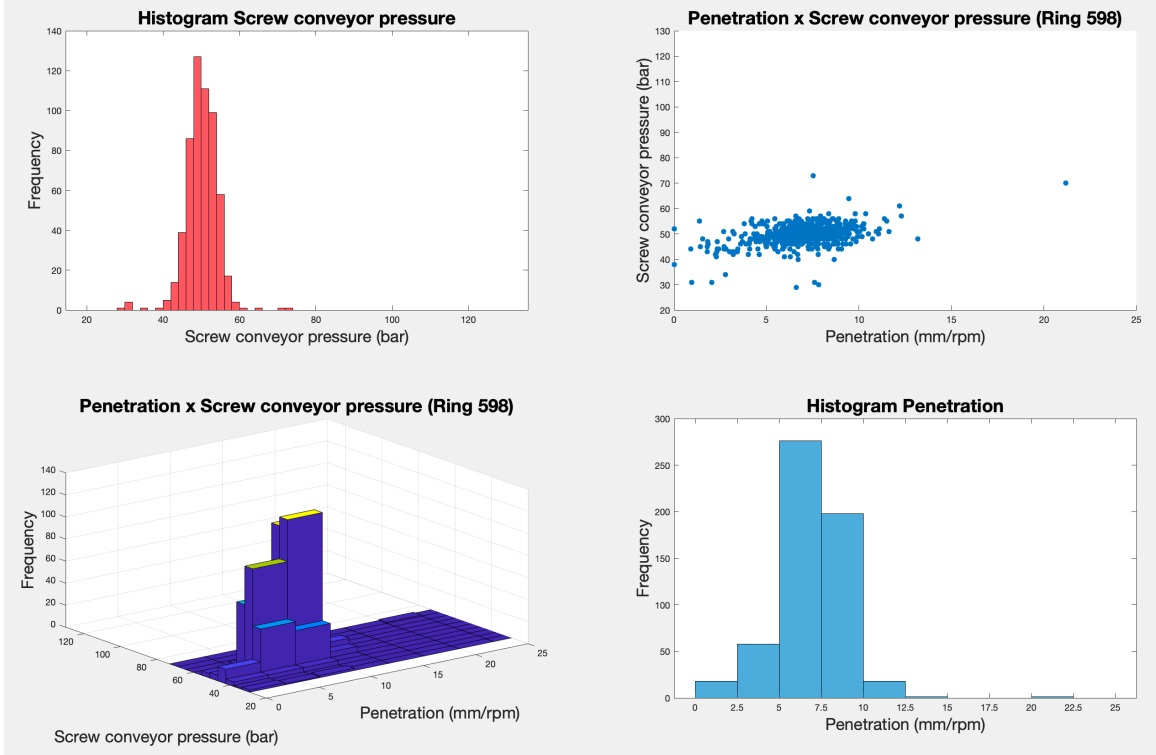 Histogram Screw conveyor pressure
140
120
100
80
60
40
20
0
Frequency
20 40 60 80 100 120
Screw conveyor pressure (bar)
Penetration x Screw conveyor pressure (Ring 598)
130
120
110
100
90
80
70
60
50
40
30
20
Screw conveyor pressure (bar)
0 5 10 15 20 25
Penetration (mm/rpm)
Penetration x Screw conveyor pressure (Ring 598)
140
120
100
80
60
40
20
0
Frequency
120
100
80
60
40
20
0 5 10 15 20 25
Penetration (mm/rpm)
Screw conveyor pressure (bar)
Histogram Penetration
300
250
200
150
100
50
0
Frequency
0 2.5 5 7.5 10 12.5 15 17.5 20 22.5 25
Penetration (mm/rpm)